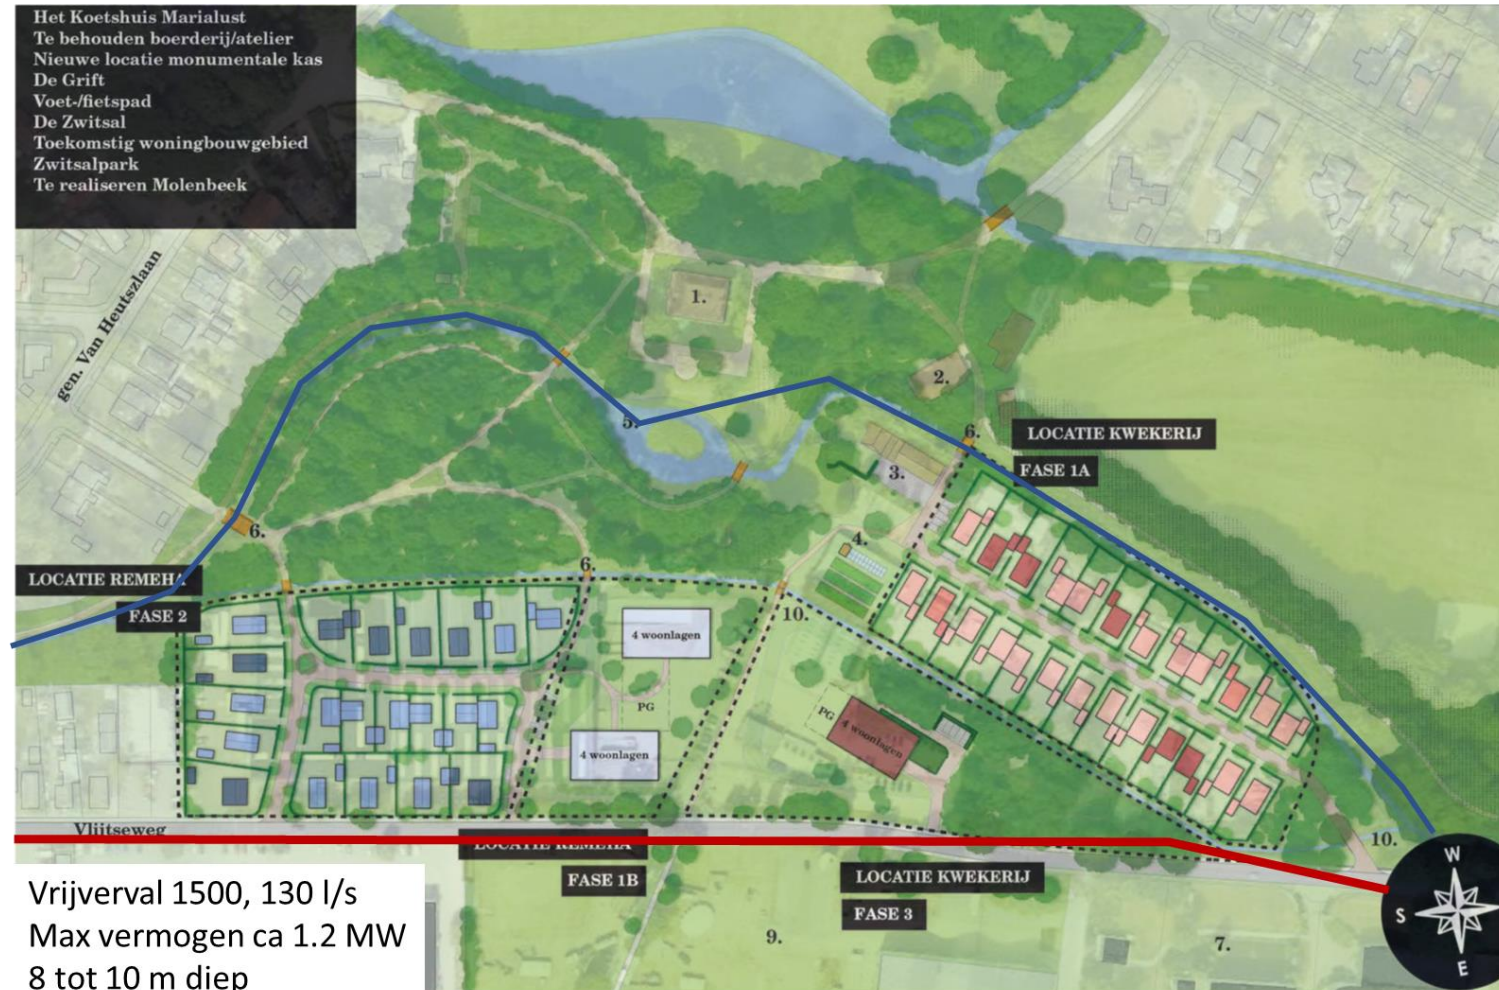 Het Koetshuis Marialust
Te behouden boerderij/atelier
Nieuwe locatie monumentale kas
De Grift
Voet-/fietspad
De Zwitsal
Toekomstig woningbouwgebied
Zwitsalpark
Te realiseren Molenbeek
gen. Van Heutszlaan
1.
2.
5.
6.
LOCATIE KWEKERIJ
FASE 1A
3.
4.
6.
6.
LOCATIE REMEHA
FASE 2
10.
4 woonlagen
PG
PG
4 woonlagen
4 woonlagen
Vlijtseweg
10.
LOCATIE REMEHA
FASE 1B
LOCATIE KWEKERIJ
FASE 3
9.
7.
W
S
E
Vrijverval 1500, 130 l/s
Max vermogen ca 1.2 MW
8 tot 10 m diep